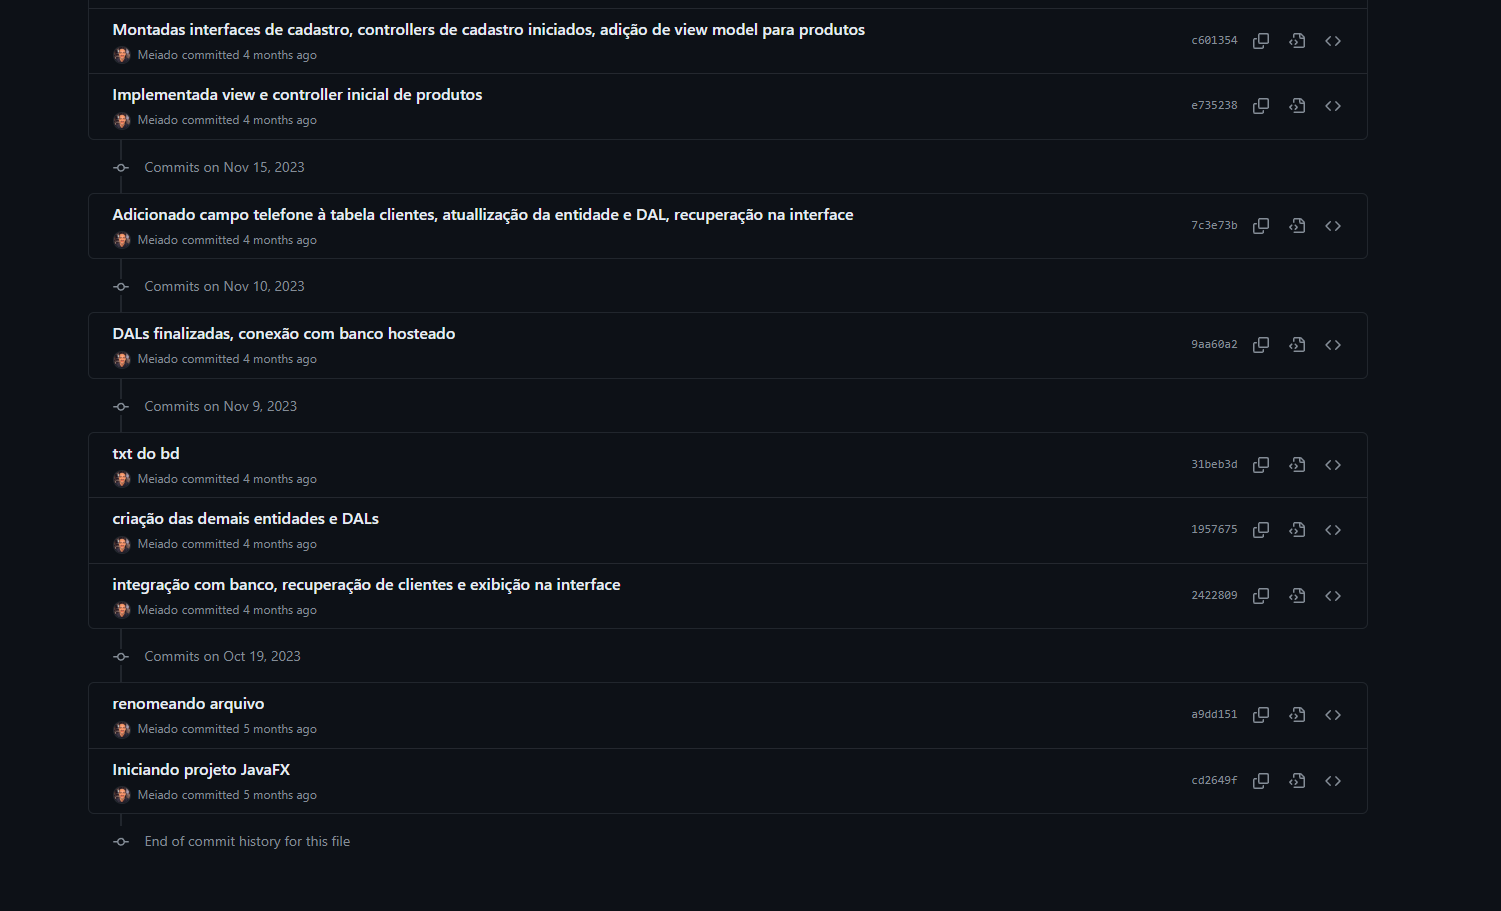 Montadas interfaces de cadastro, controllers de cadastro iniciados, adição de view model para produtos
c601354
Meiado committed 4 months ago
Implementada view e controller inicial de produtos
e735238
Meiado committed 4 months ago
Commits on Nov 15, 2023
Adicionado campo telefone à tabela clientes, atuallização da entidade e DAL, recuperação na interface
7c3e73b
Meiado committed 4 months ago
Commits on Nov 10, 2023
DALs finalizadas, conexão com banco hosteado
9aa60a2
Meiado committed 4 months ago
Commits on Nov 9, 2023
txt do bd
31beb3d
Meiado committed 4 months ago
criação das demais entidades e DALs
1957675
Meiado committed 4 months ago
integração com banco, recuperação de clientes e exibição na interface
2422809
Meiado committed 4 months ago
Commits on Oct 19, 2023
renomeando arquivo
a9dd151
Meiado committed 5 months ago
Iniciando projeto JavaFX
cd2649f
Meiado committed 5 months ago
End of commit history for this file